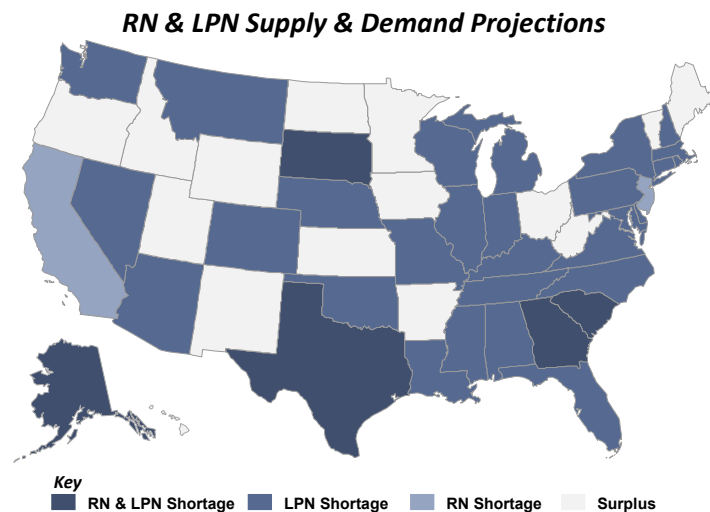 RN & LPN Supply & Demand Projections
Key
RN & LPN Shortage LPN Shortage RN Shortage Surplus